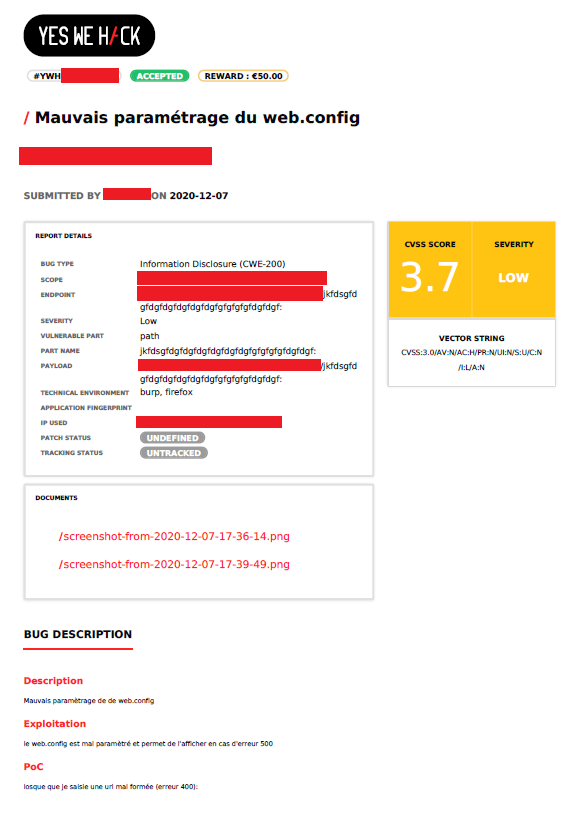 YES WE H/CK
#YWH ACCEPTED REWARD : €50.00
/ Mauvais paramétrage du web.config
SUBMITTED BY ON 2020-12-07
REPORT DETAILS
BUG TYPE Information Disclosure (CWE-200)
SCOPE
ENDPOINT jkfdsgfd
gfdgfdgfdgfdgfdgfgfgfgfgfdgfdgf:
SEVERITY Low
VULNERABLE PART path
PART NAME jkfdsgfdgfdgfdgfdgfdgfdgfgfgfgfgfdgfdgf:
PAYLOAD /jkfdsgfd
gfdgfdgfdgfdgfdgfgfgfgfgfdgfdgf:
TECHNICAL ENVIRONMENT burp, firefox
APPLICATION FINGERPRINT
IP USED
PATCH STATUS UNDEFINED
TRACKING STATUS UNTRACKED
CVSS SCORE SEVERITY
3.7 LOW
VECTOR STRING
CVSS:3.0/AV:N/AC:H/PR:N/UI:N/S:U/C:N
/I:L/A:N
DOCUMENTS
/screenshot-from-2020-12-07-17-36-14.png
/screenshot-from-2020-12-07-17-39-49.png
BUG DESCRIPTION
Description
Mauvais paramètrage de de web.config
Exploitation
le web.config est mal paramètré et permet de l'afficher en cas d'erreur 500
PoC
losque que je saisie une url mal formée (erreur 400):